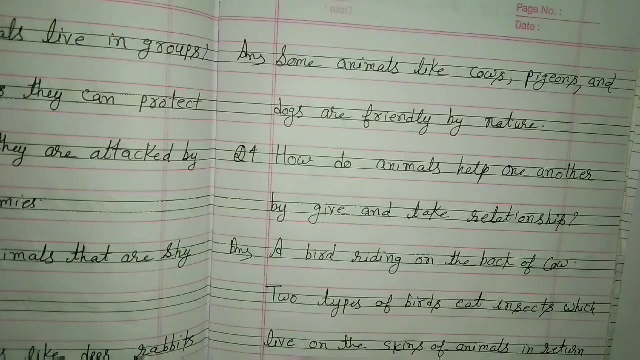 als live in groups?
they can protect
they are attacked by
mies.
imals that are shy
like deer rabbits
Page No.:
Date:
Ans Some animals like cows, pigeons, and
dogs are friendly by nature.
Q4 How do animals help one another
by give and take relationship?
Ans A bird riding on the back of Cow.
Two types of birds eat insects which
live on the skins of animals in return